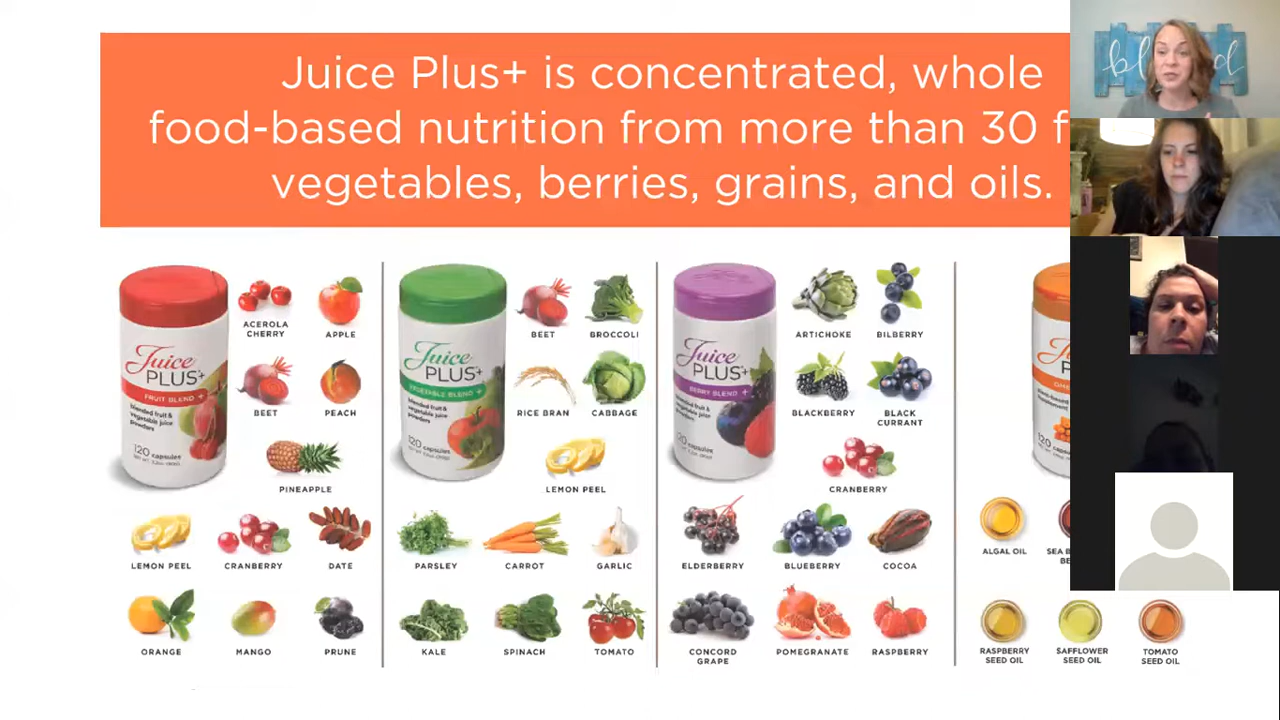 Juice Plus+ is concentrated, whole
food-based nutrition from more than 30 f
vegetables, berries, grains, and oils.
Juice
PLUS+
FRUIT BLEND +
blended fruit &
vegetable juice
powders
120 capsules
ACEROLA
CHERRY
APPLE
BEET
PEACH
PINEAPPLE
LEMON PEEL
CRANBERRY
DATE
ORANGE
MANGO
PRUNE
Juice
PLUS+
VEGETABLE BLEND +
blended fruit &
vegetable juice
powders
120 capsules
BEET
BROCCOLI
RICE BRAN
CABBAGE
LEMON PEEL
PARSLEY
CARROT
GARLIC
KALE
SPINACH
TOMATO
Juice
PLUS+
BERRY BLEND +
blended fruit &
vegetable juice
powders
120 capsules
ARTICHOKE
BILBERRY
BLACKBERRY
BLACK
CURRANT
CRANBERRY
ELDERBERRY
BLUEBERRY
COCOA
CONCORD
GRAPE
POMEGRANATE
RASPBERRY
120
ALGAL OIL
SEA B
BE
RASPBERRY
SEED OIL
SAFFLOWER
SEED OIL
TOMATO
SEED OIL